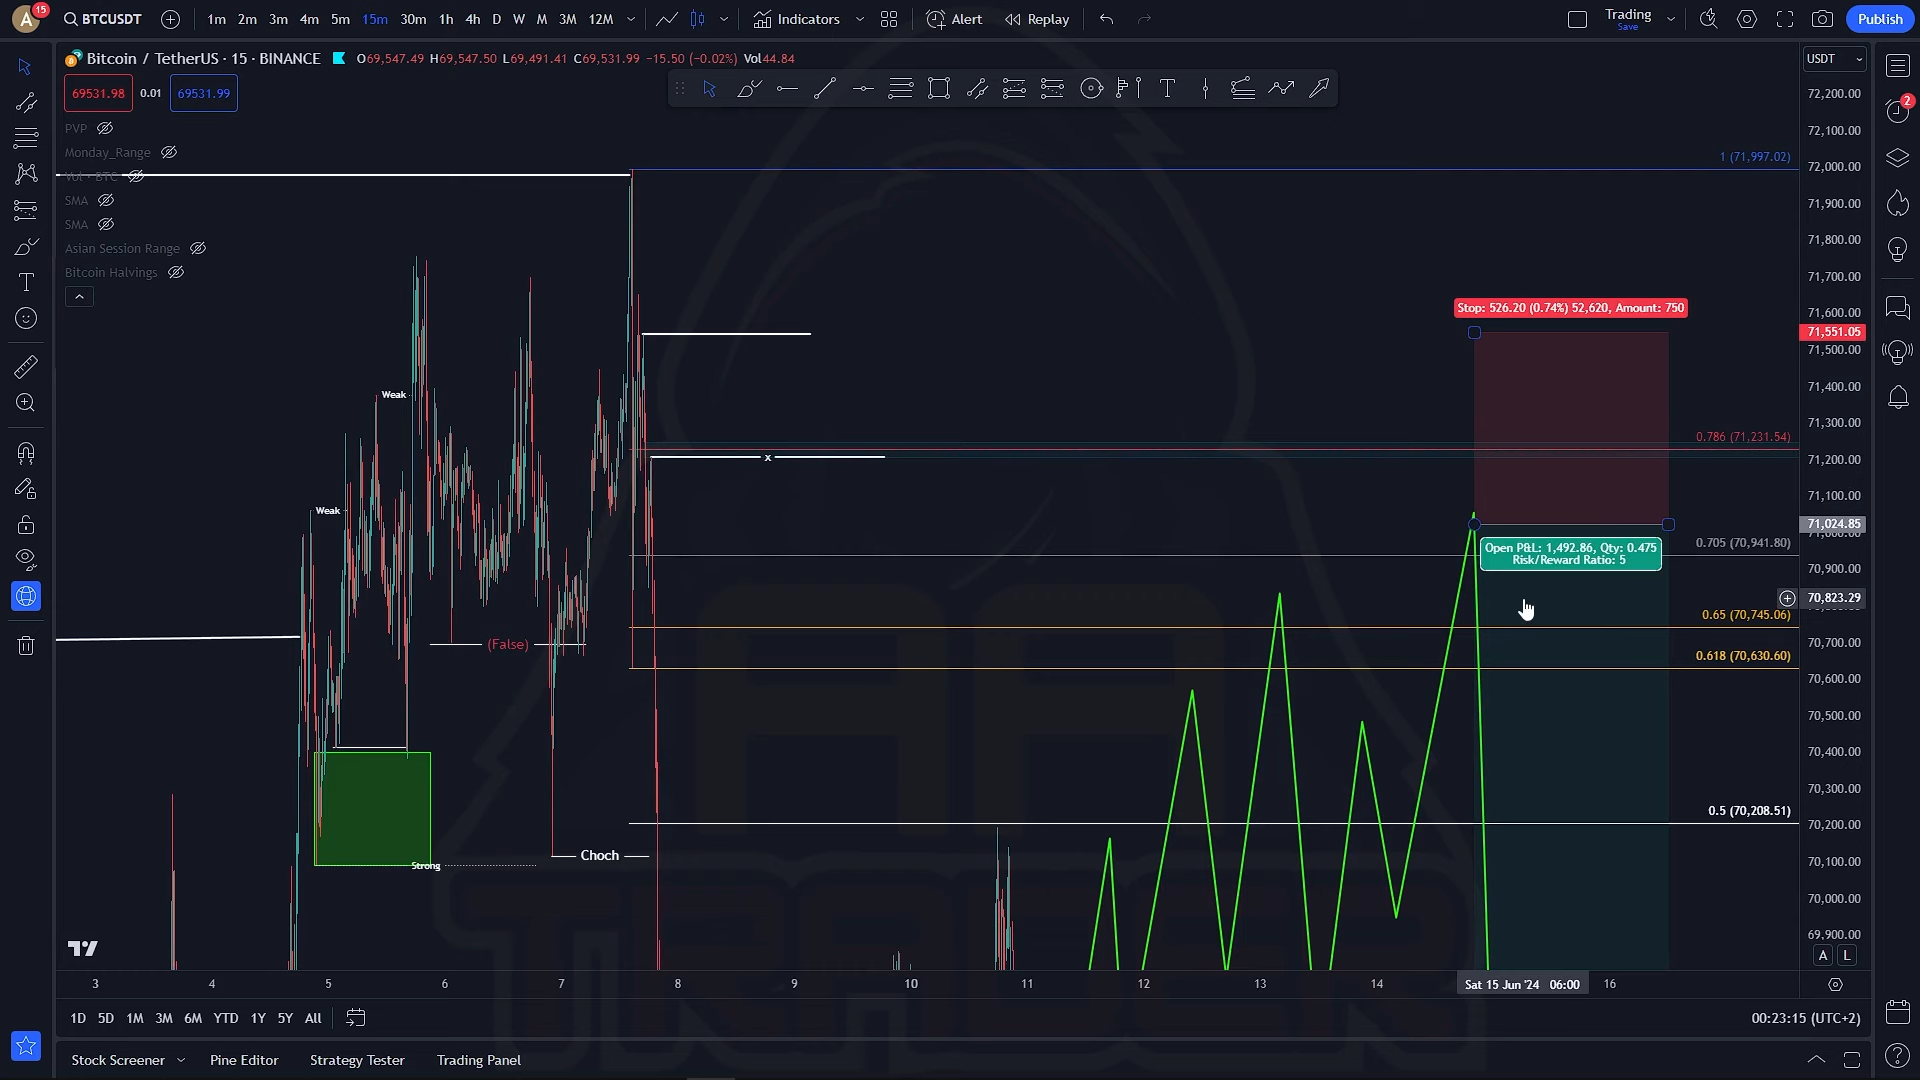 A 15 BTCUSDT 1m 2m 3m 4m 5m 15m 30m 1h 4h D W M 3M 12M Indicators Alert Replay Trading Save Publish
Bitcoin / TetherUS · 15 · BINANCE O69,547.49 H69,547.50 L69,491.41 C69,531.99 −15.50 (−0.02%) Vol44.84
USDT
69531.98 0.01 69531.99
PVP
Monday_Range
Vol · BTC
SMA
SMA
Asian Session Range
Bitcoin Halvings
2
72,200.00
72,100.00
1 (71,997.02)
72,000.00
71,900.00
71,800.00
71,700.00
Stop: 526.20 (0.74%) 52,620, Amount: 750
71,600.00
71,551.05
71,500.00
Weak
71,400.00
71,300.00
0.786 (71,231.54)
x
71,200.00
Weak
71,100.00
71,024.85
71,000.00
0.705 (70,941.80)
Open P&L: 1,492.86, Qty: 0.475
Risk/Reward Ratio: 5
70,900.00
70,823.29
0.65 (70,745.06)
(False)
70,700.00
0.618 (70,630.60)
70,600.00
70,500.00
70,400.00
70,300.00
0.5 (70,208.51)
70,200.00
Choch
Strong
70,100.00
70,000.00
69,900.00
AA
TRADER
A L
3 4 5 6 7 8 9 10 11 12 13 14 Sat 15 Jun '24 06:00 16
1D 5D 1M 3M 6M YTD 1Y 5Y All 00:23:15 (UTC+2)
Stock Screener Pine Editor Strategy Tester Trading Panel